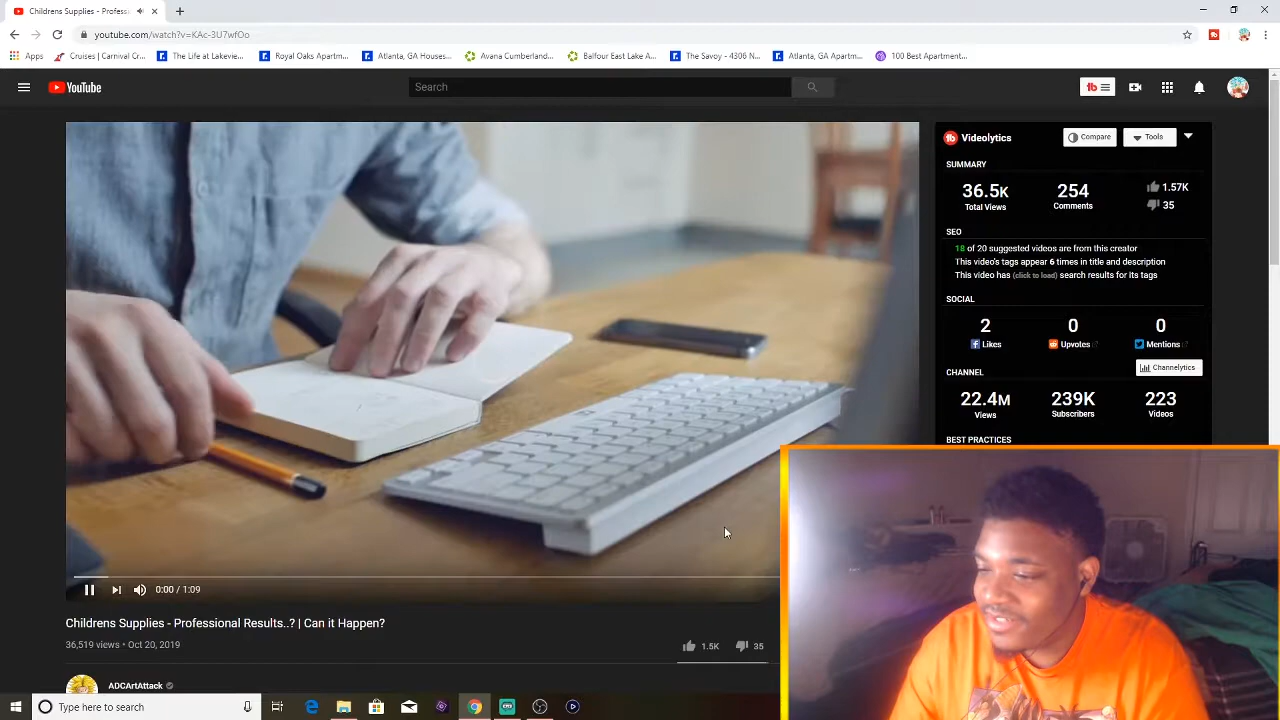 Childrens Supplies - Profess
youtube.com/watch?v=KAc-3U7wfOo
Apps
Cruises | Carnival Cr...
The Life at Lakevie...
Royal Oaks Apartm...
Atlanta, GA Houses...
Avana Cumberland...
Balfour East Lake A...
The Savoy - 4306 N...
Atlanta, GA Apartm...
100 Best Apartment...
YouTube
Search
Videolytics
Compare
Tools
SUMMARY
36.5K
254
1.57K
Total Views
Comments
35
SEO
18 of 20 suggested videos are from this creator
This video's tags appear 6 times in title and description
This video has (click to load) search results for its tags
SOCIAL
2
0
0
Likes
Upvotes
Mentions
CHANNEL
Channelytics
22.4M
239K
223
Views
Subscribers
Videos
BEST PRACTICES
0:00 / 1:09
Childrens Supplies - Professional Results..? | Can it Happen?
36,519 views • Oct 20, 2019
1.5K
35
ADCArtAttack
Type here to search